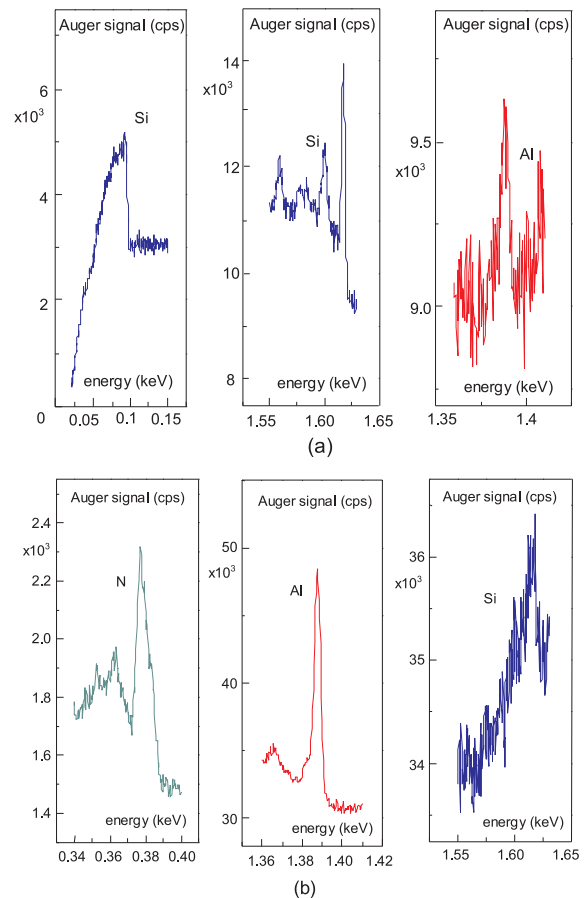 Auger signal (cps)
6
x10³
Si
4
3
2
energy (keV)
0
0.05
0.1
0.15
Auger signal (cps)
14
x10³
Si
12
11
10
energy (keV)
8
1.55
1.60
1.65
Auger signal (cps)
9.5
x10³
Al
9.0
energy (keV)
1.35
1.4
(a)
Auger signal (cps)
2.4
x10³
N
2.2
2.0
1.8
1.6
energy (keV)
1.4
0.34
0.36
0.38
0.40
Auger signal (cps)
50
x10³
Al
40
energy (keV)
30
1.36
1.38
1.40
1.42
Auger signal (cps)
36
x10³
Si
35
34
energy (keV)
1.55
1.60
1.65
(b)